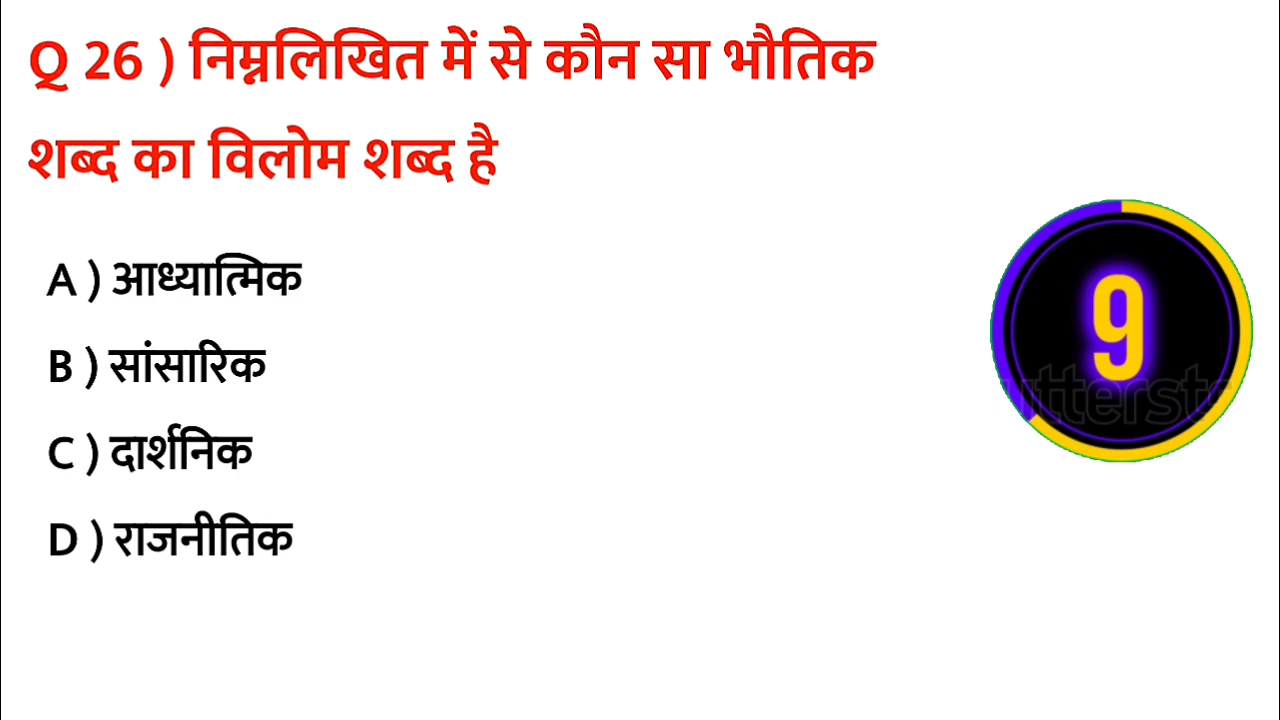 Q 26 ) निम्नलिखित में से कौन सा भौतिक
शब्द का विलोम शब्द है
A ) आध्यात्मिक
B ) सांसारिक
C ) दार्शनिक
D ) राजनीतिक
9